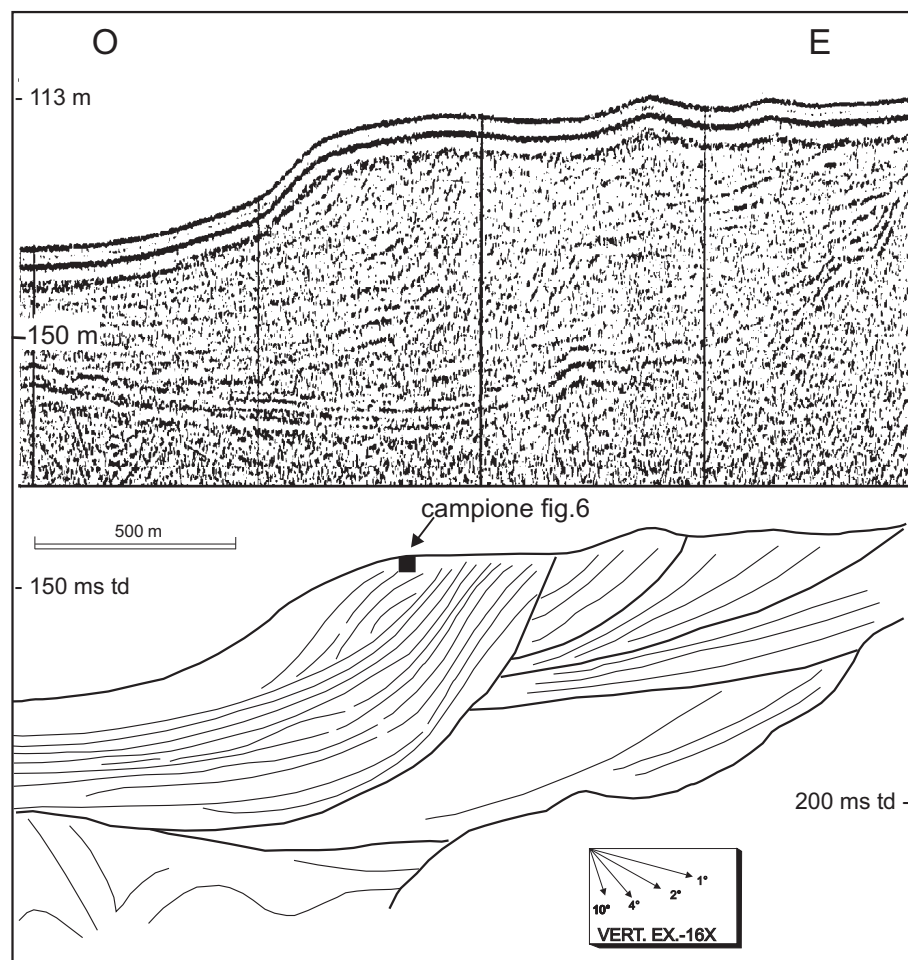 O E
- 113 m
150 m
campione fig.6
500 m
- 150 ms td
200 ms td -
1°
2°
4°
10°
VERT. EX.-16X